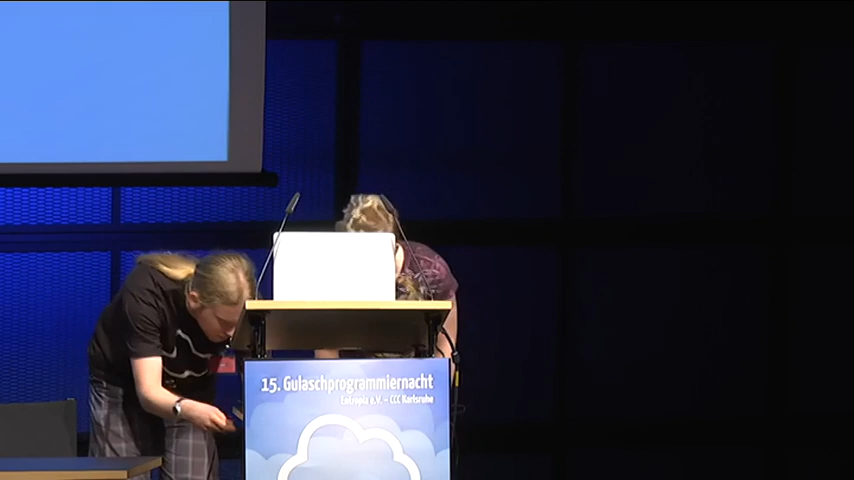 15. Gulaschprogrammiernacht
Entropia e.V. – CCC Karlsruhe